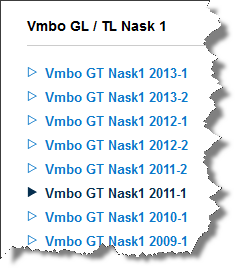 Vmbo GL / TL Nask 1
Vmbo GT Nask1 2013-1
Vmbo GT Nask1 2013-2
Vmbo GT Nask1 2012-1
Vmbo GT Nask1 2012-2
Vmbo GT Nask1 2011-2
Vmbo GT Nask1 2011-1
Vmbo GT Nask1 2010-1
Vmbo GT Nask1 2009-1